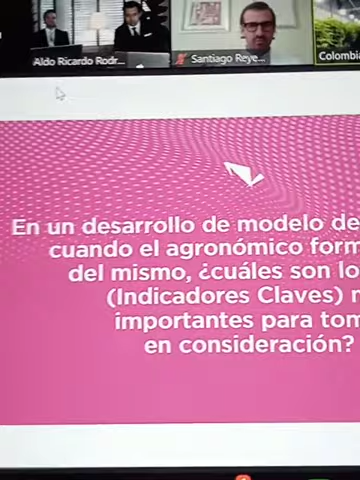 Aldo Ricardo Rodr...
Santiago Reye...
Colombia
En un desarrollo de modelo de
cuando el agronómico form
del mismo, ¿cuáles son lo
(Indicadores Claves) m
importantes para tom
en consideración?